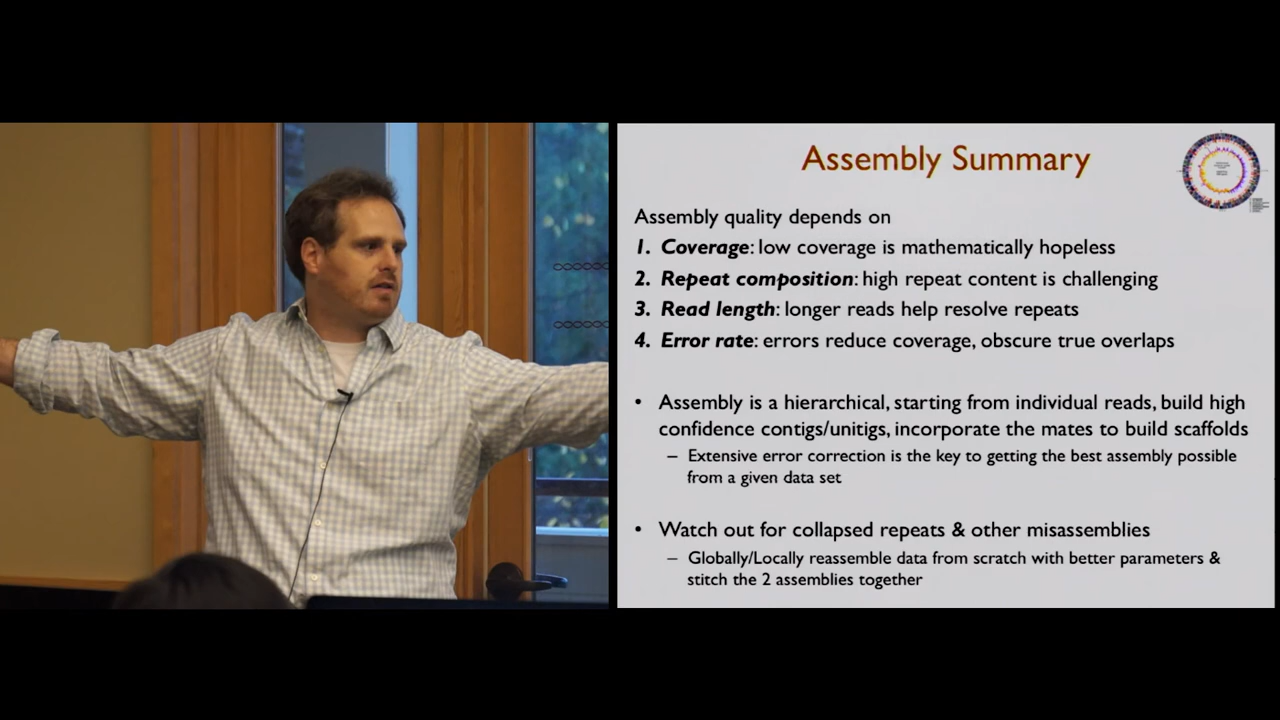 Assembly Summary
Assembly quality depends on
1. Coverage: low coverage is mathematically hopeless
2. Repeat composition: high repeat content is challenging
3. Read length: longer reads help resolve repeats
4. Error rate: errors reduce coverage, obscure true overlaps
• Assembly is a hierarchical, starting from individual reads, build high
confidence contigs/unitigs, incorporate the mates to build scaffolds
– Extensive error correction is the key to getting the best assembly possible
from a given data set
• Watch out for collapsed repeats & other misassemblies
– Globally/Locally reassemble data from scratch with better parameters &
stitch the 2 assemblies together